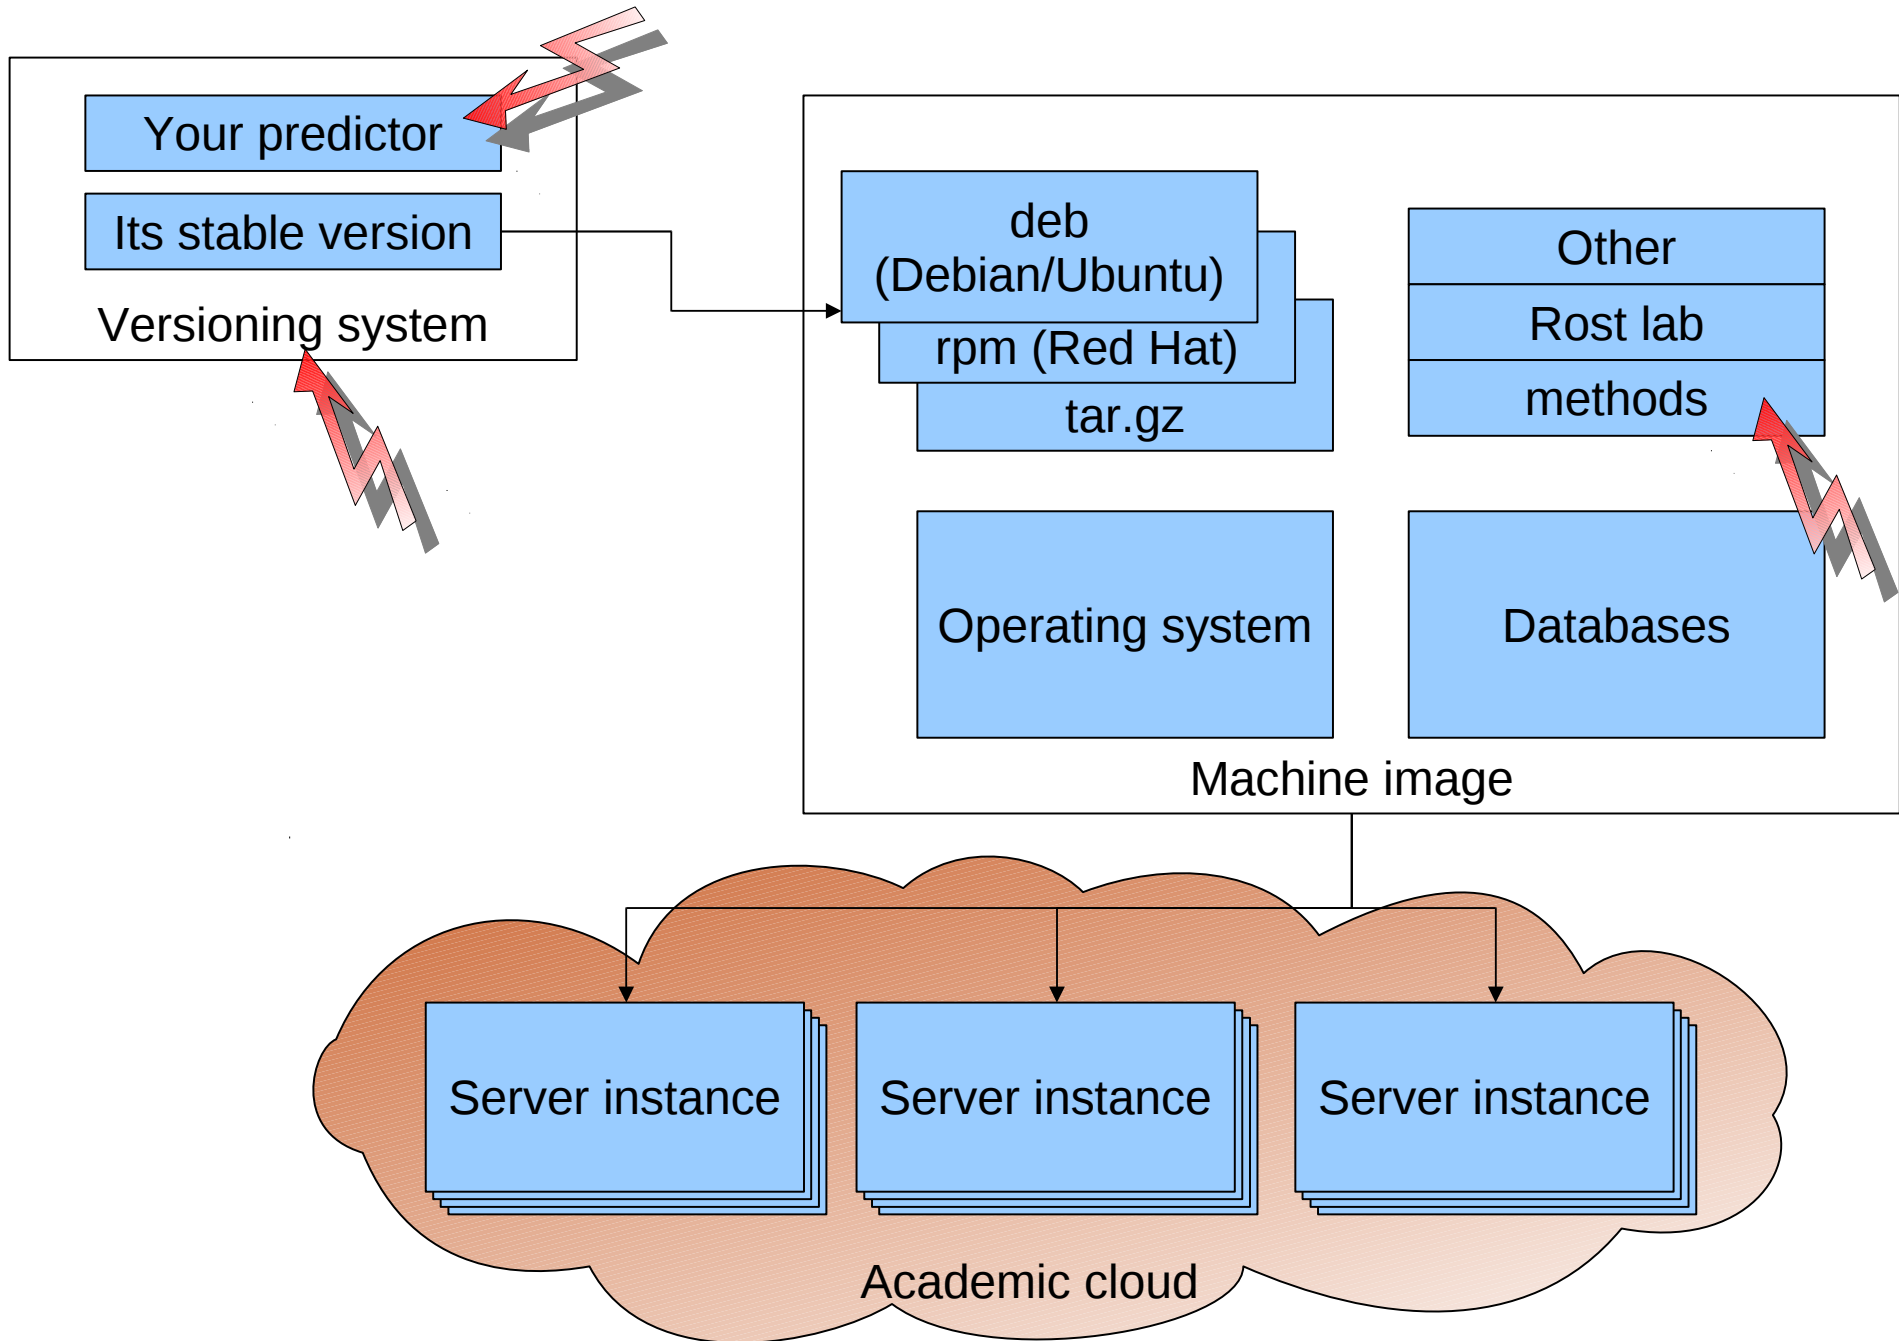 Your predictor
Its stable version
Versioning system
deb
(Debian/Ubuntu)
rpm (Red Hat)
tar.gz
Other
Rost lab
methods
Operating system
Databases
Machine image
Server instance
Server instance
Server instance
Academic cloud